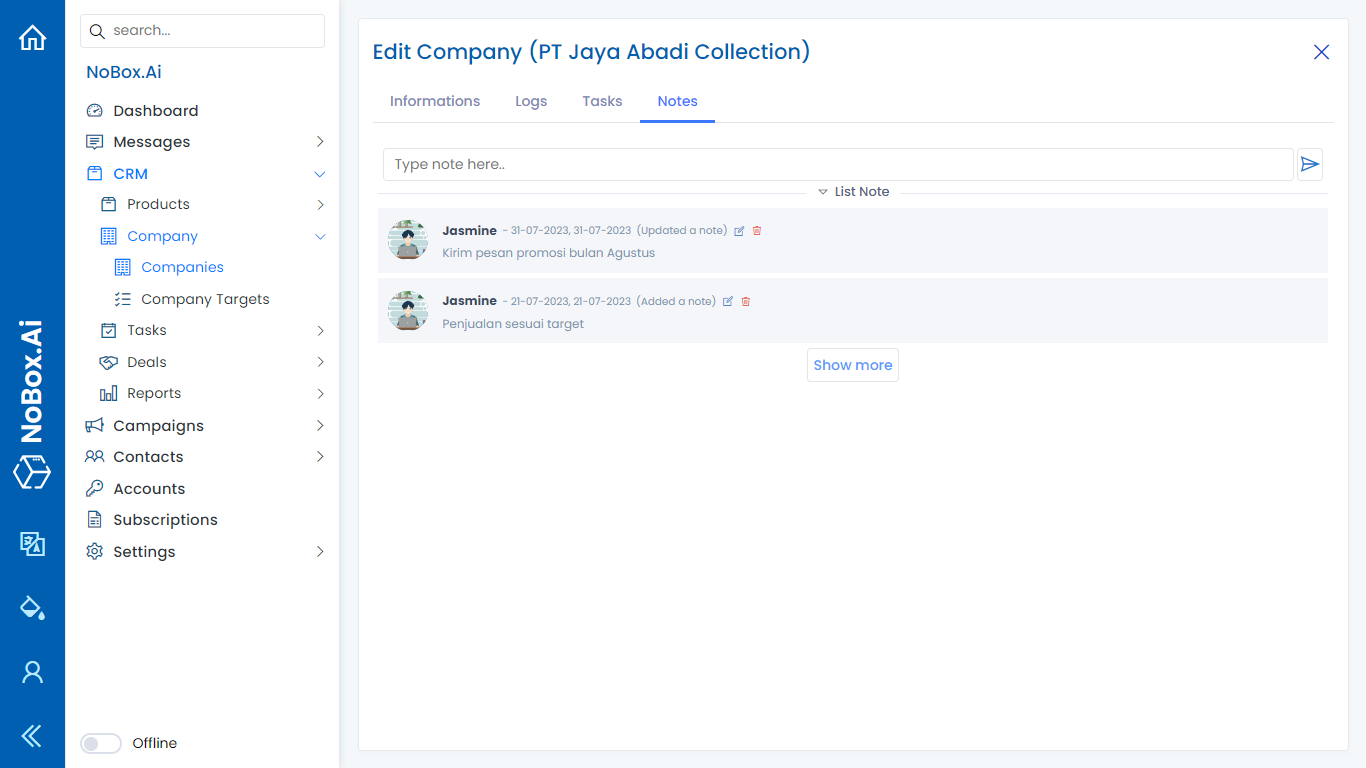 search...
NoBox.Ai
Dashboard
Messages
CRM
Products
Company
Companies
Company Targets
Tasks
Deals
Reports
Campaigns
Contacts
Accounts
Subscriptions
Settings
Offline
NoBox.Ai
Edit Company (PT Jaya Abadi Collection)
Informations Logs Tasks Notes
Type note here..
List Note
Jasmine - 31-07-2023, 31-07-2023 (Updated a note)
Kirim pesan promosi bulan Agustus
Jasmine - 21-07-2023, 21-07-2023 (Added a note)
Penjualan sesuai target
Show more